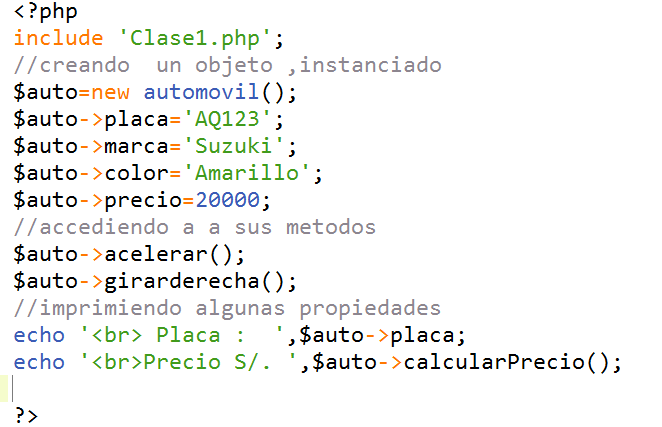 <?php
include 'Clase1.php';
//creando  un objeto ,instanciado
$auto=new automovil();
$auto->placa='AQ123';
$auto->marca='Suzuki';
$auto->color='Amarillo';
$auto->precio=20000;
//accediendo a a sus metodos
$auto->acelerar();
$auto->girarderecha();
//imprimiendo algunas propiedades
echo '<br> Placa :  ',$auto->placa;
echo '<br>Precio S/. ',$auto->calcularPrecio();
?>